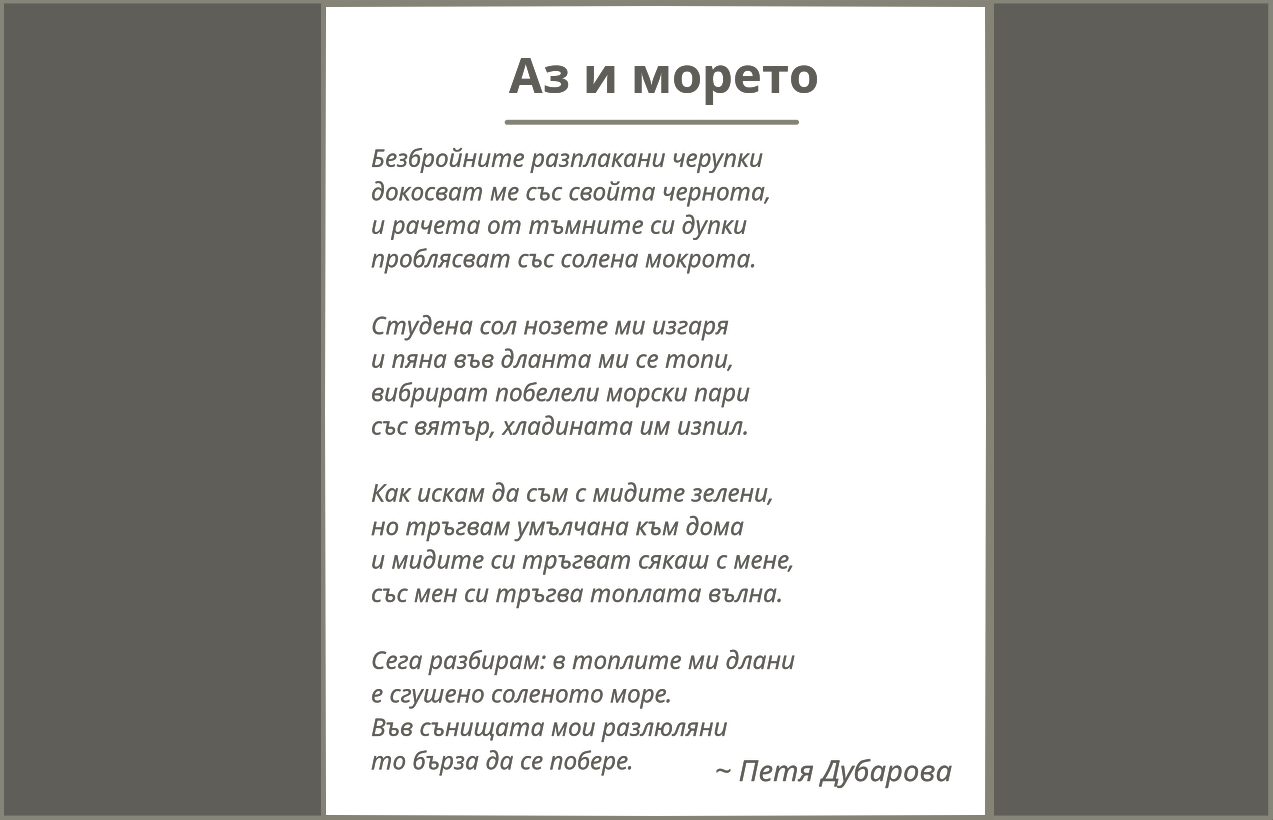 Аз и морето
Безбройните разплакани черупки
докосват ме със свойта чернота,
и рачета от тъмните си дупки
проблясват със солена мокрота.
Студена сол нозете ми изгаря
и пяна във дланта ми се топи,
вибрират побелели морски пари
със вятър, хладината им изпил.
Как искам да съм с мидите зелени,
но тръгвам умълчана към дома
и мидите си тръгват сякаш с мене,
със мен си тръгва топлата вълна.
Сега разбирам: в топлите ми длани
е сгушено соленото море.
Във сънищата мои разлюляни
то бърза да се побере.
~ Петя Дубарова